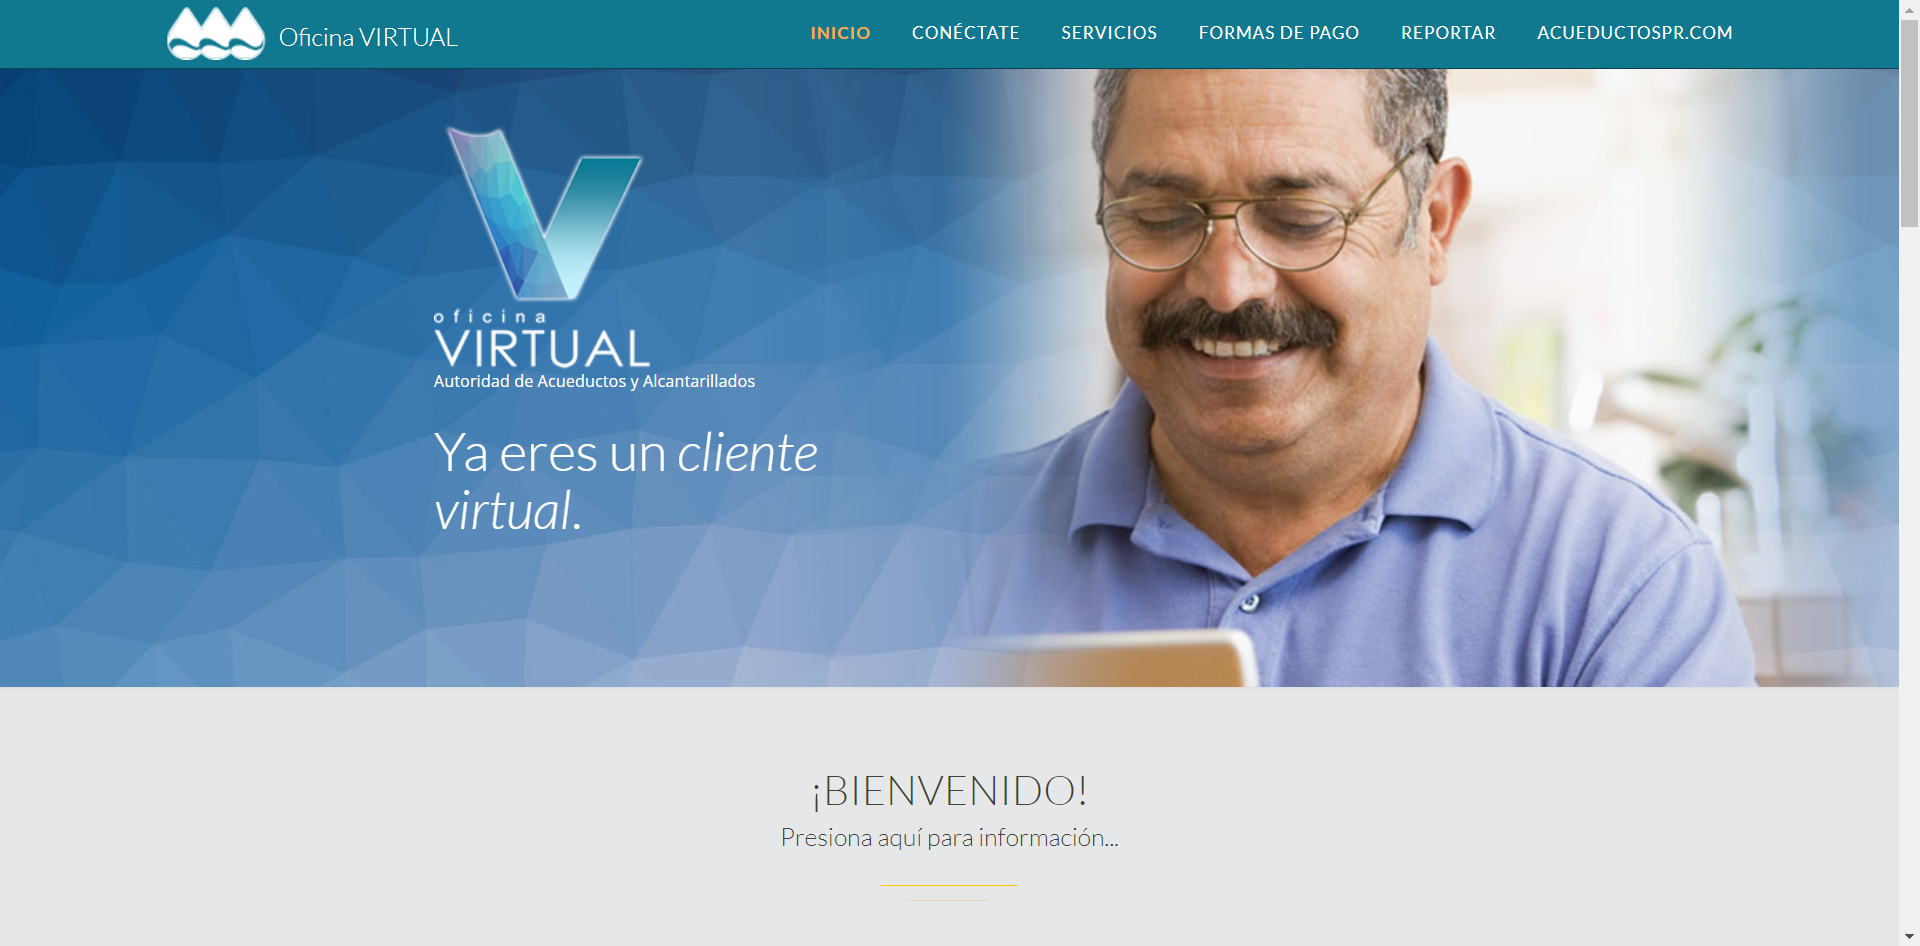 Oficina VIRTUAL
INICIO
CONÉCTATE
SERVICIOS
FORMAS DE PAGO
REPORTAR
ACUEDUCTOSPR.COM
oficina
VIRTUAL
Autoridad de Acueductos y Alcantarillados
Ya eres un cliente
virtual.
¡BIENVENIDO!
Presiona aquí para información...